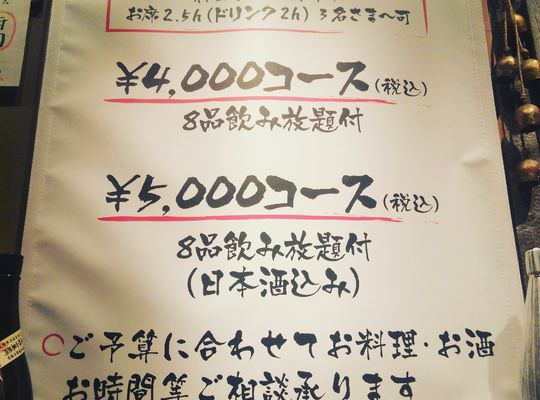 お席2.5h(ドリンク2h) 3名さま〜可
¥4,000コース(税込)
8品飲み放題付
¥5,000コース(税込)
8品飲み放題付
(日本酒込み)
○ご予算に合わせてお料理・お酒
お時間等ご相談承ります